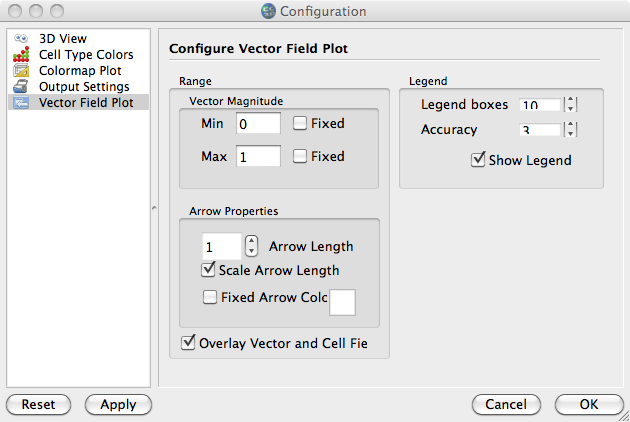 Configuration
3D View
Cell Type Colors
Colormap Plot
Output Settings
Vector Field Plot
Configure Vector Field Plot
Range
Vector Magnitude
Min 0 Fixed
Max 1 Fixed
Arrow Properties
1 Arrow Length
Scale Arrow Length
Fixed Arrow Colo
Overlay Vector and Cell Fie
Legend
Legend boxes 10
Accuracy 3
Show Legend
Reset Apply Cancel OK